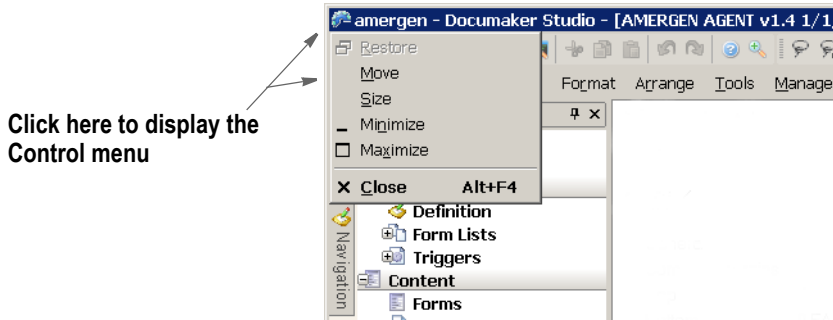 amergen - Documaker Studio - [AMERGEN AGENT v1.4 1/1
Restore
Move
Size
Minimize
Maximize
Close Alt+F4
Format Arrange Tools Manage
Click here to display the
Control menu
Navigation
Definition
Form Lists
Triggers
Content
Forms